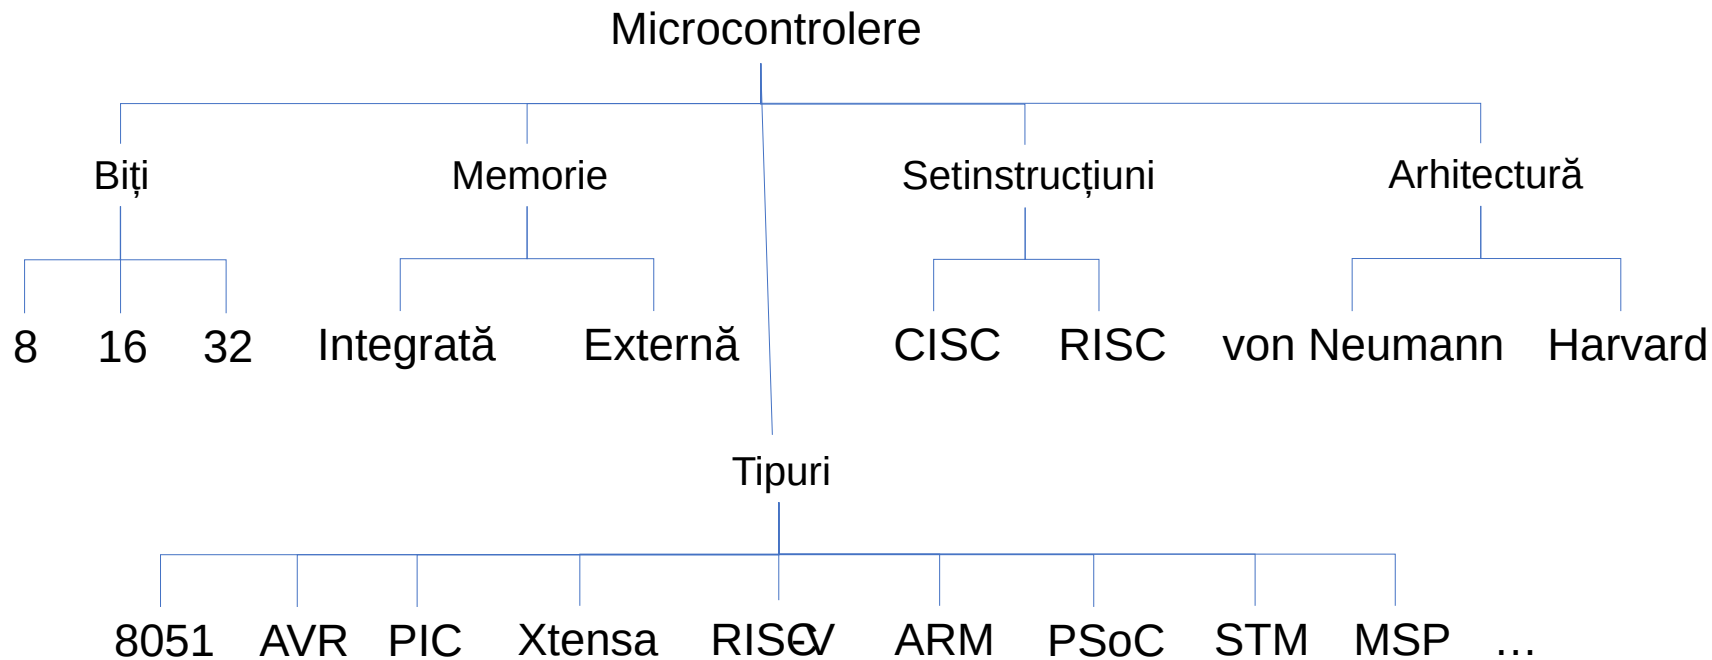 Microcontrolere
Biți Memorie Setinstrucțiuni Arhitectură
8 16 32 Integrată Externă CISC RISC von Neumann Harvard
Tipuri
8051 AVR PIC Xtensa RISC-V ARM PSoC STM MSP ...